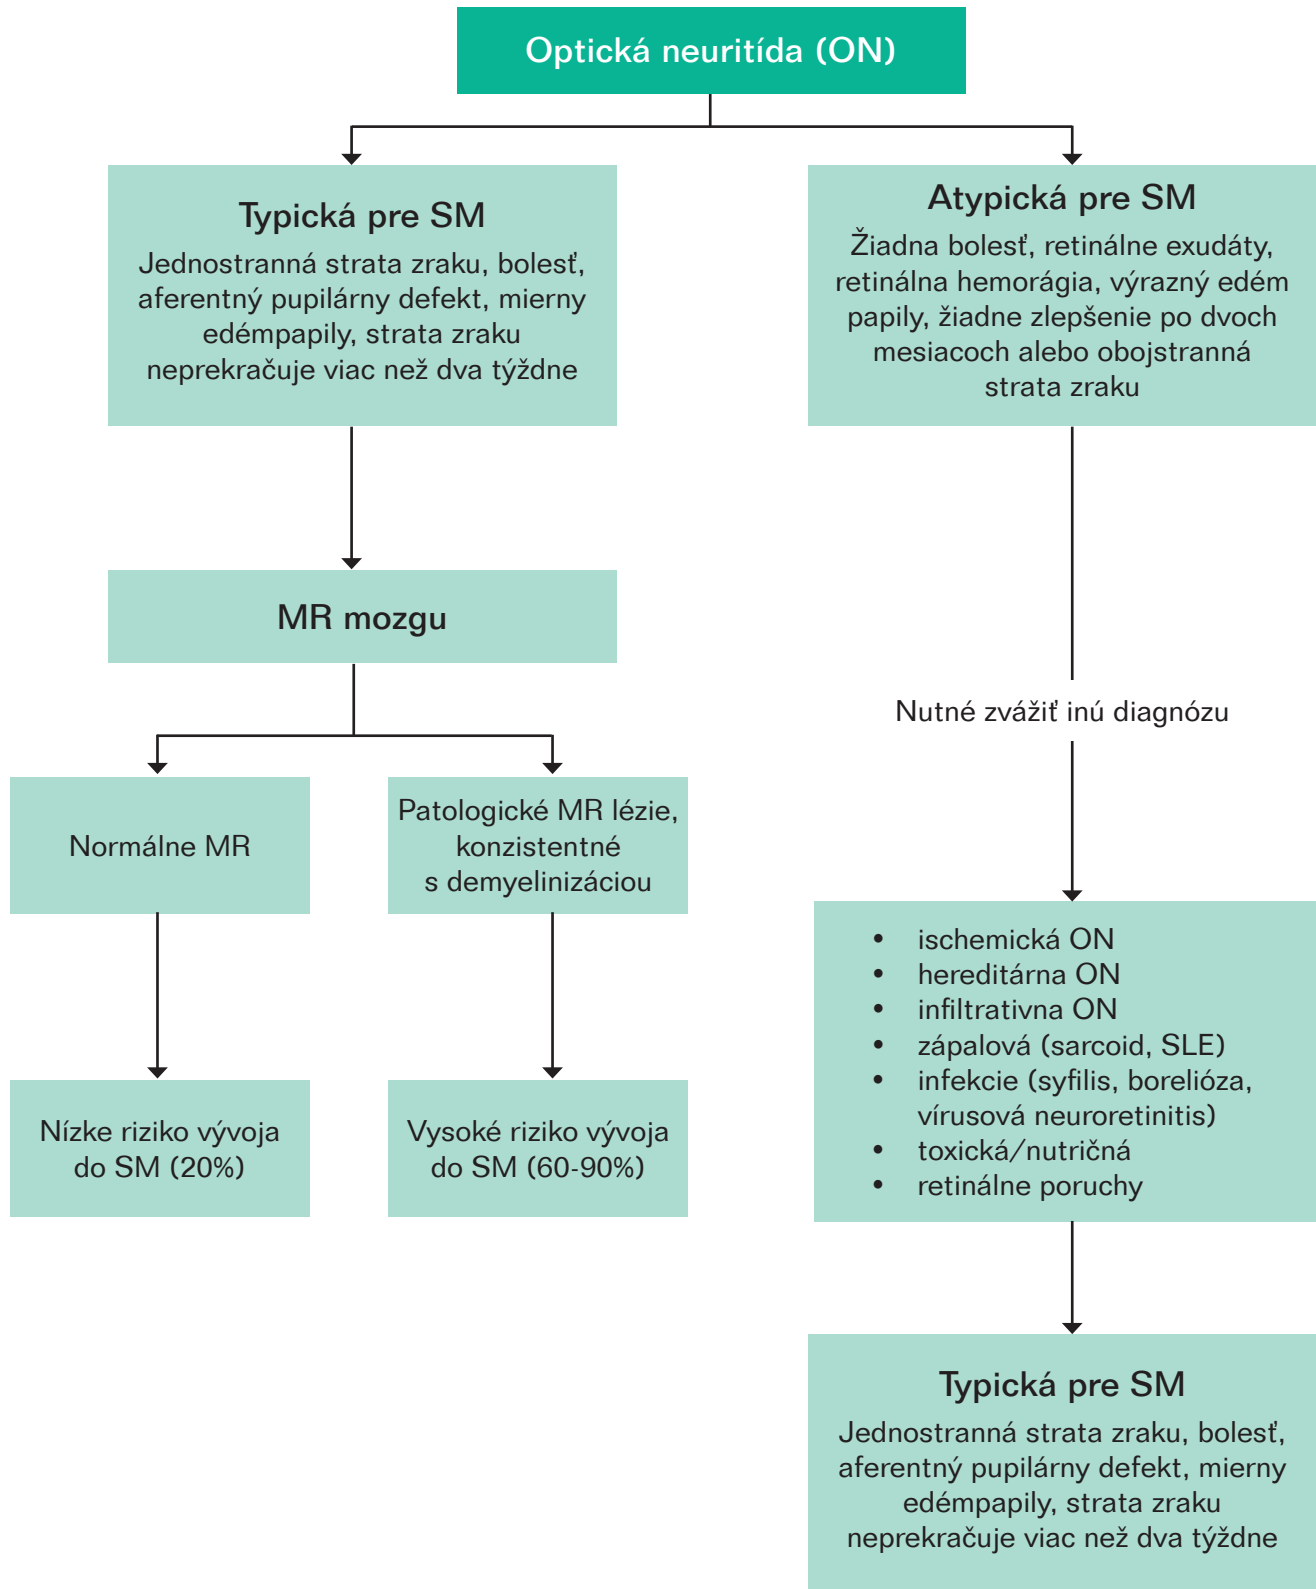 Optická neuritída (ON)
Typická pre SM
Jednostranná strata zraku, bolesť,
aferentný pupilárny defekt, mierny
edémpapily, strata zraku
neprekračuje viac než dva týždne
Atypická pre SM
Žiadna bolesť, retinálne exudáty,
retinálna hemorágia, výrazný edém
papily, žiadne zlepšenie po dvoch
mesiacoch alebo obojstranná
strata zraku
MR mozgu
Nutné zvážiť inú diagnózu
Normálne MR
Patologické MR lézie,
konzistentné
s demyelinizáciou
• ischemická ON
• hereditárna ON
• infiltrativna ON
• zápalová (sarcoid, SLE)
• infekcie (syfilis, borelióza,
vírusová neuroretinitis)
• toxická/nutričná
• retinálne poruchy
Nízke riziko vývoja
do SM (20%)
Vysoké riziko vývoja
do SM (60-90%)
Typická pre SM
Jednostranná strata zraku, bolesť,
aferentný pupilárny defekt, mierny
edémpapily, strata zraku
neprekračuje viac než dva týždne